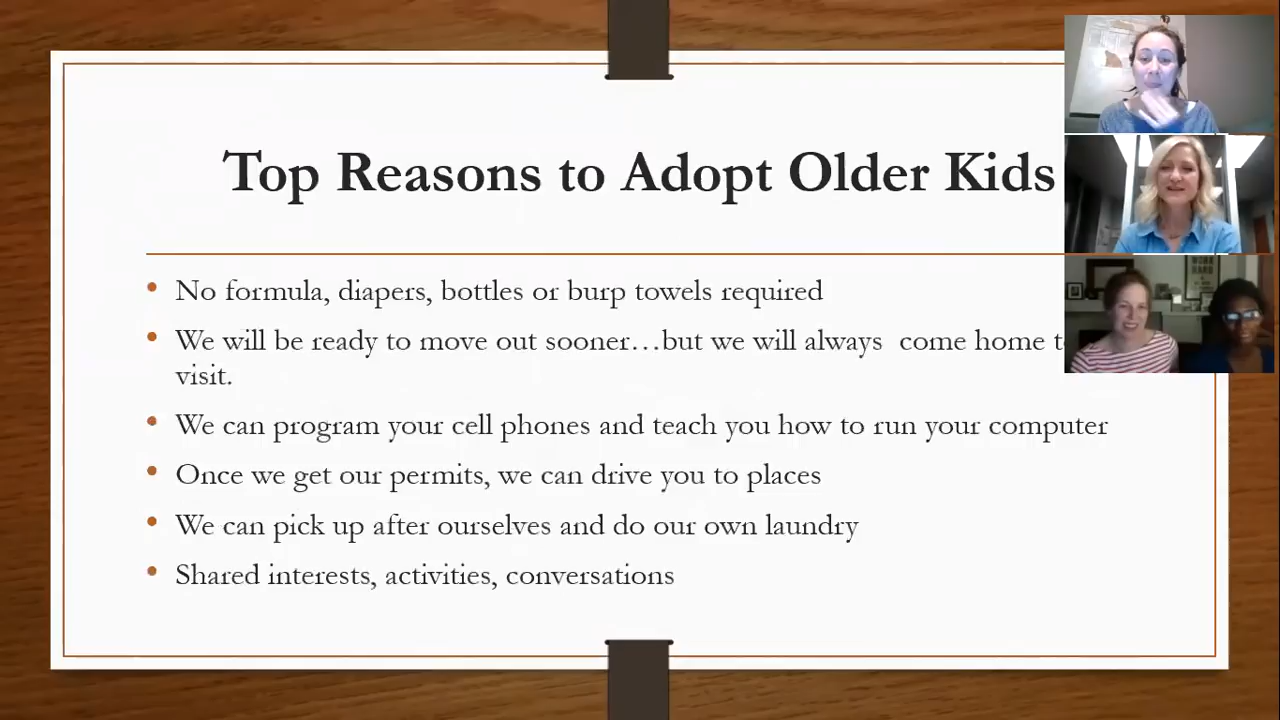 Top Reasons to Adopt Older Kids
• No formula, diapers, bottles or burp towels required
• We will be ready to move out sooner…but we will always  come home
visit.
• We can program your cell phones and teach you how to run your computer
• Once we get our permits, we can drive you to places
• We can pick up after ourselves and do our own laundry
• Shared interests, activities, conversations
WORK
HARD